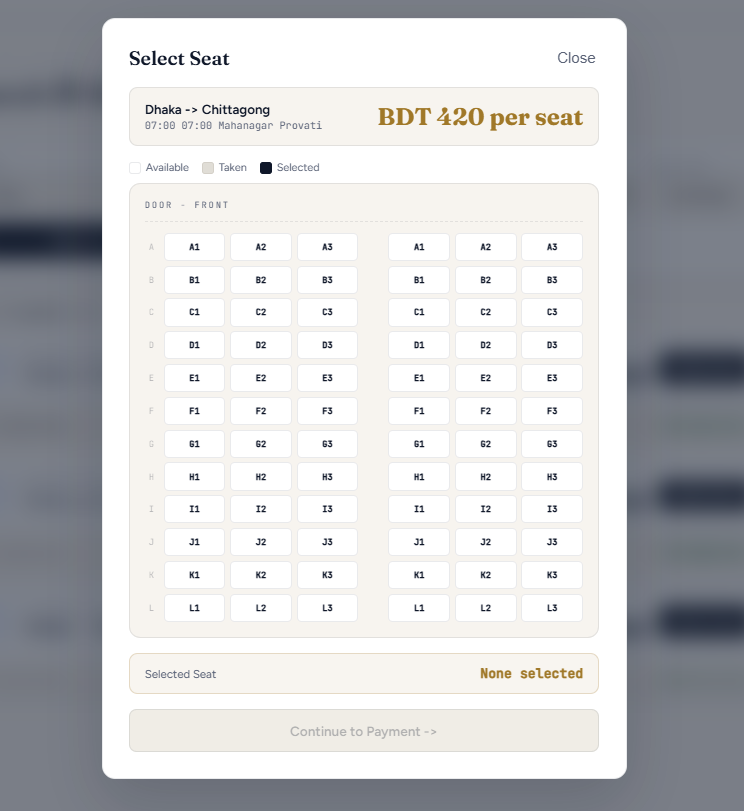 Select Seat Close
Dhaka -> Chittagong
07:00 07:00 Mahanagar Provati
BDT 420 per seat
Available Taken Selected
DOOR - FRONT
A A1 A2 A3 A1 A2 A3
B B1 B2 B3 B1 B2 B3
C C1 C2 C3 C1 C2 C3
D D1 D2 D3 D1 D2 D3
E E1 E2 E3 E1 E2 E3
F F1 F2 F3 F1 F2 F3
G G1 G2 G3 G1 G2 G3
H H1 H2 H3 H1 H2 H3
I I1 I2 I3 I1 I2 I3
J J1 J2 J3 J1 J2 J3
K K1 K2 K3 K1 K2 K3
L L1 L2 L3 L1 L2 L3
Selected Seat None selected
Continue to Payment ->